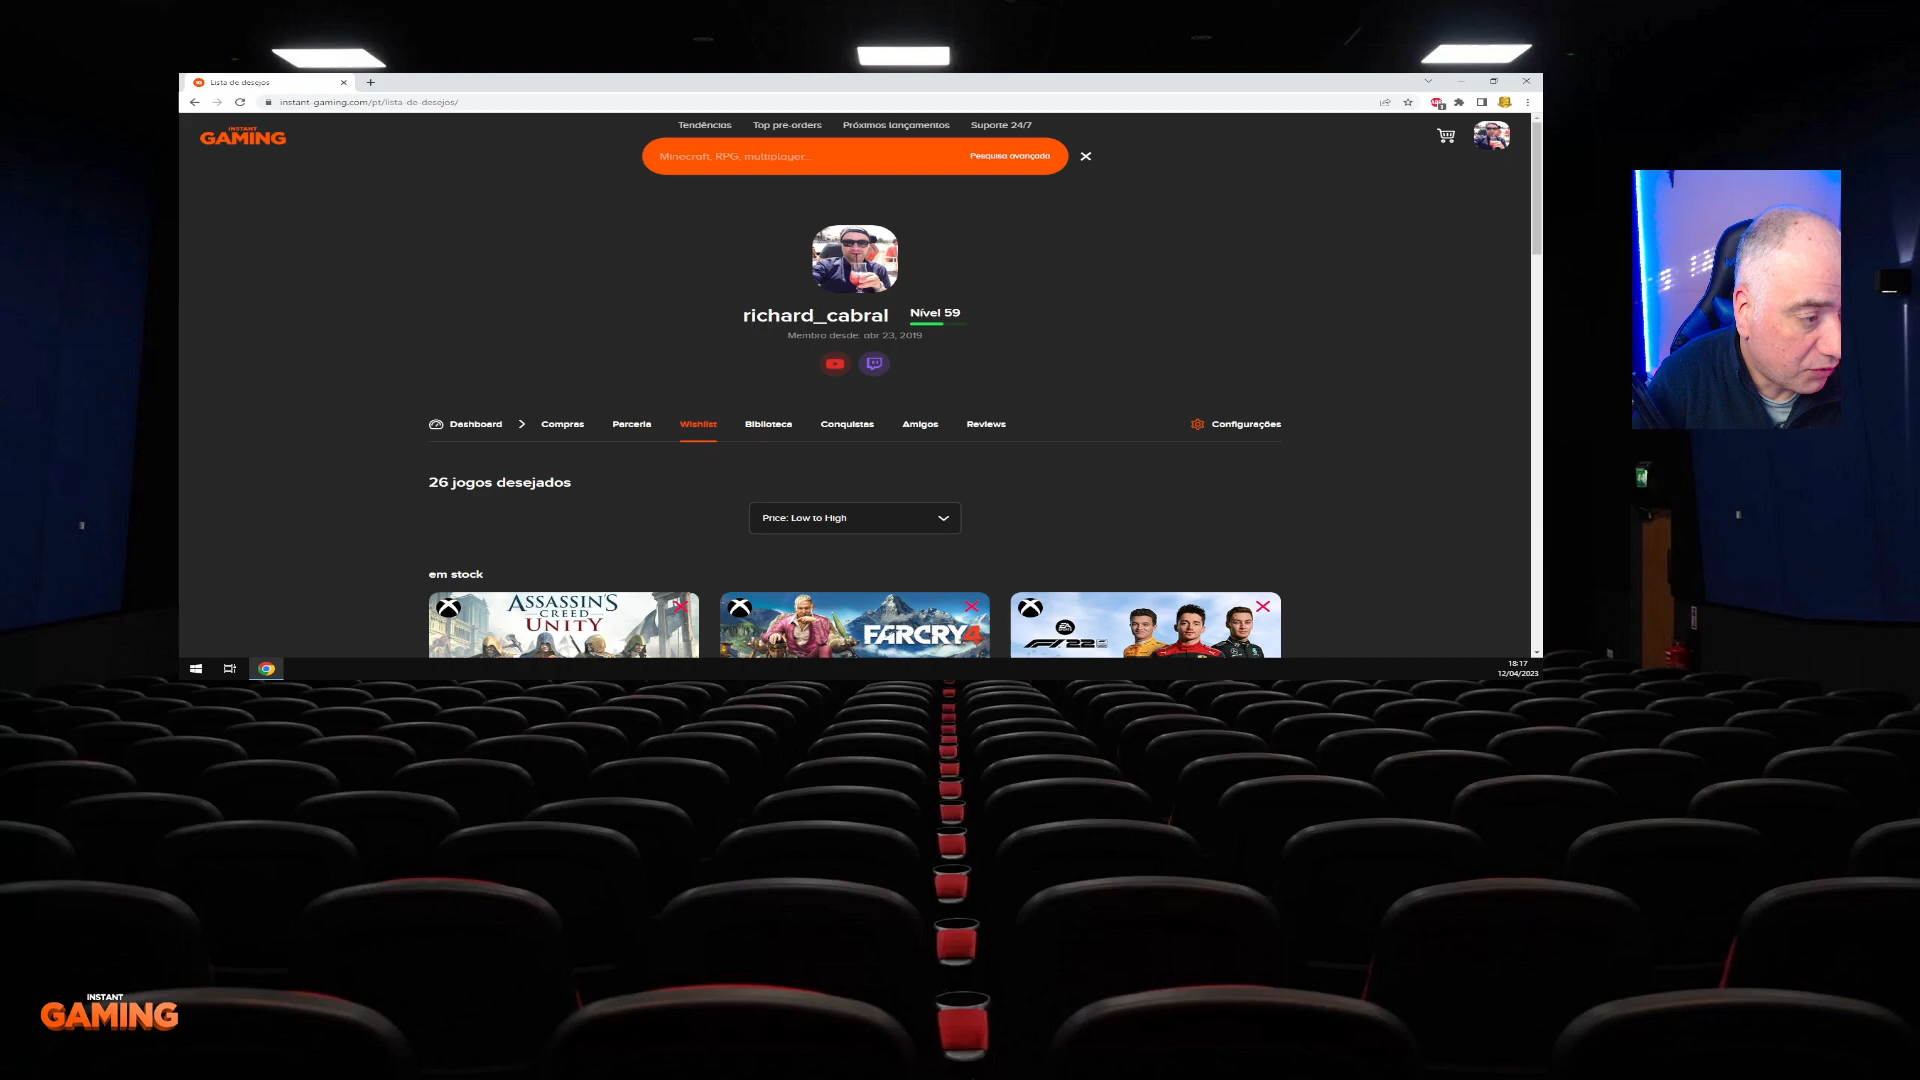 Lista de desejos
instant-gaming.com/pt/lista-de-desejos/
INSTANT
GAMING
Tendências Top pre-orders Próximos lançamentos Suporte 24/7
Minecraft, RPG, multiplayer... Pesquisa avançada
richard_cabral Nível 59
Membro desde: abr 23, 2019
Dashboard Compras Parceria Wishlist Biblioteca Conquistas Amigos Reviews Configurações
26 jogos desejados
Price: Low to High
em stock
ASSASSIN'S
CREED
UNITY
FARCRY4
EA
SPORTS
F1 22
18:17
12/04/2023
INSTANT
GAMING